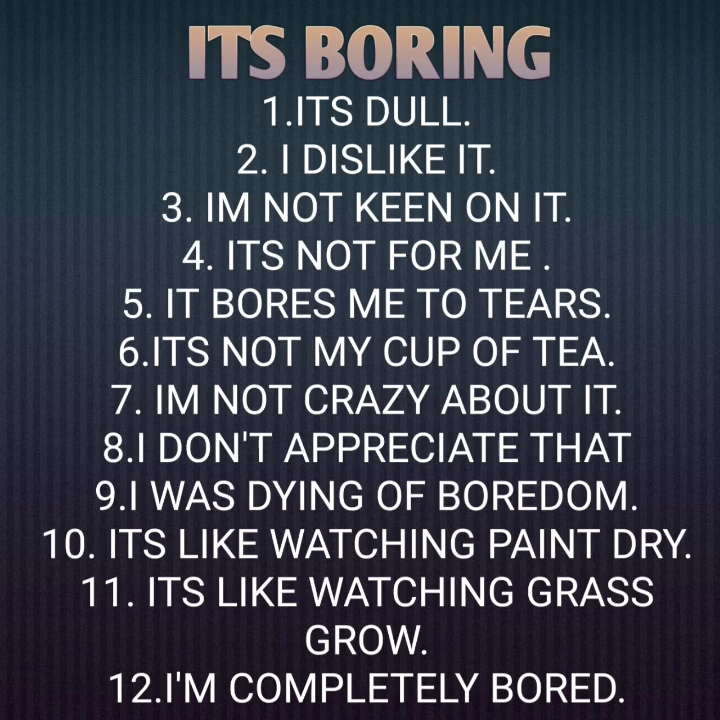 ITS BORING
1.ITS DULL.
2. I DISLIKE IT.
3. IM NOT KEEN ON IT.
4. ITS NOT FOR ME .
5. IT BORES ME TO TEARS.
6.ITS NOT MY CUP OF TEA.
7. IM NOT CRAZY ABOUT IT.
8.I DON'T APPRECIATE THAT
9.I WAS DYING OF BOREDOM.
10. ITS LIKE WATCHING PAINT DRY.
11. ITS LIKE WATCHING GRASS
GROW.
12.I'M COMPLETELY BORED.